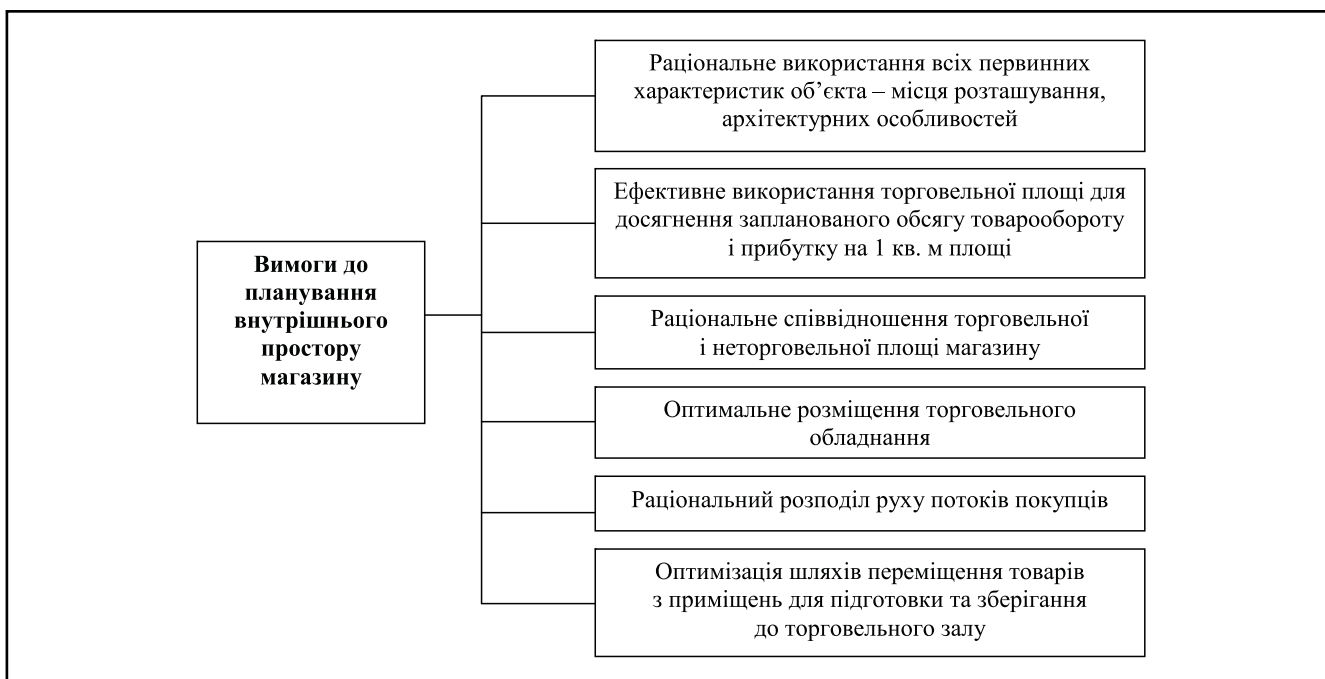 Вимоги до
планування
внутрішнього
простору
магазину
Раціональне використання всіх первинних
характеристик об’єкта – місця розташування,
архітектурних особливостей
Ефективне використання торговельної площі для
досягнення запланованого обсягу товарообороту
і прибутку на 1 кв. м площі
Раціональне співвідношення торговельної
і неторговельної площі магазину
Оптимальне розміщення торговельного
обладнання
Раціональний розподіл руху потоків покупців
Оптимізація шляхів переміщення товарів
з приміщень для підготовки та зберігання
до торговельного залу